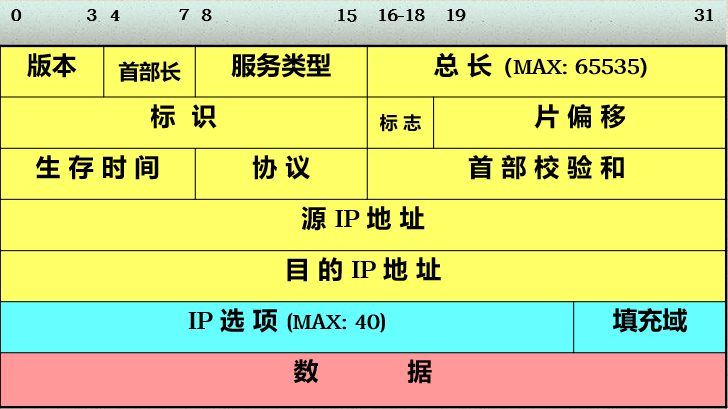 0 3 4 7 8 15 16-18 19 31
版本 首部长 服务类型 总 长 (MAX: 65535)
标 识 标 志 片 偏 移
生 存 时 间 协 议 首 部 校 验 和
源 IP 地 址
目 的 IP 地 址
IP 选 项 (MAX: 40) 填充域
数 据